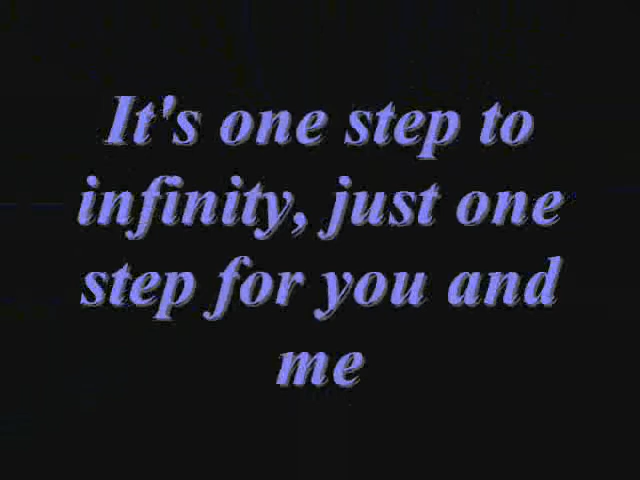 It's one step to
infinity, just one
step for you and
me